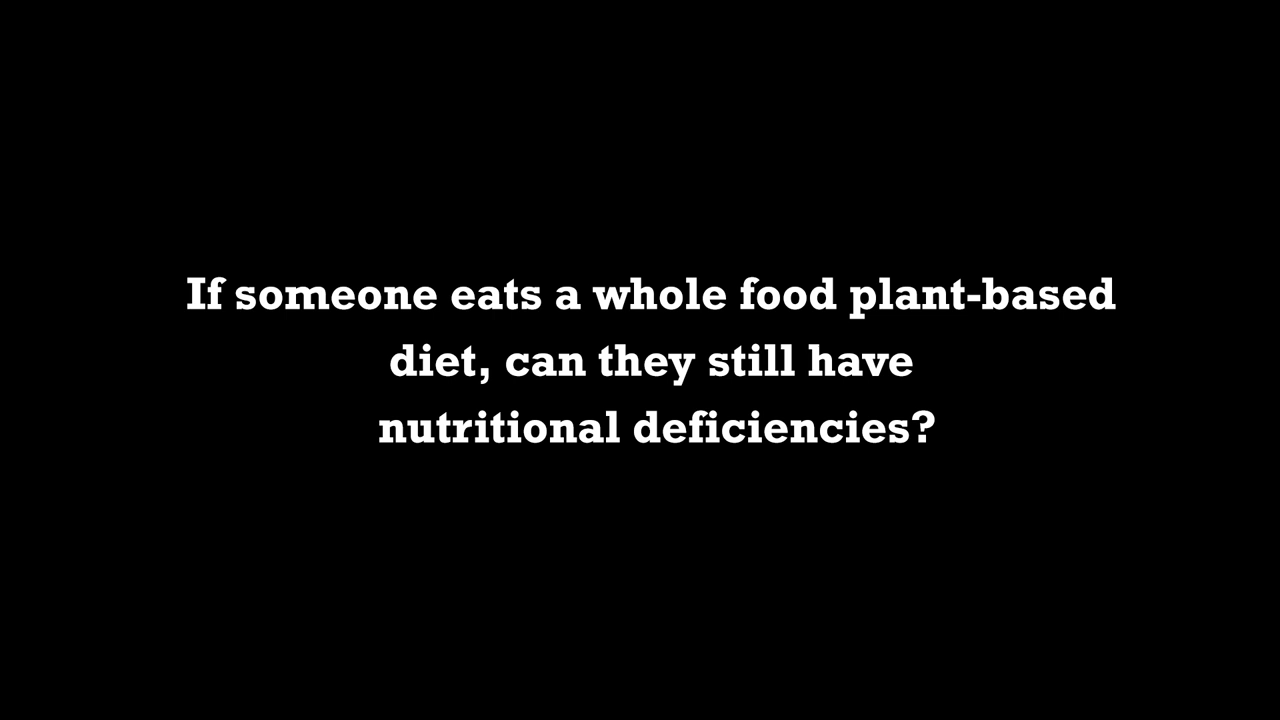 If someone eats a whole food plant-based
diet, can they still have
nutritional deficiencies?